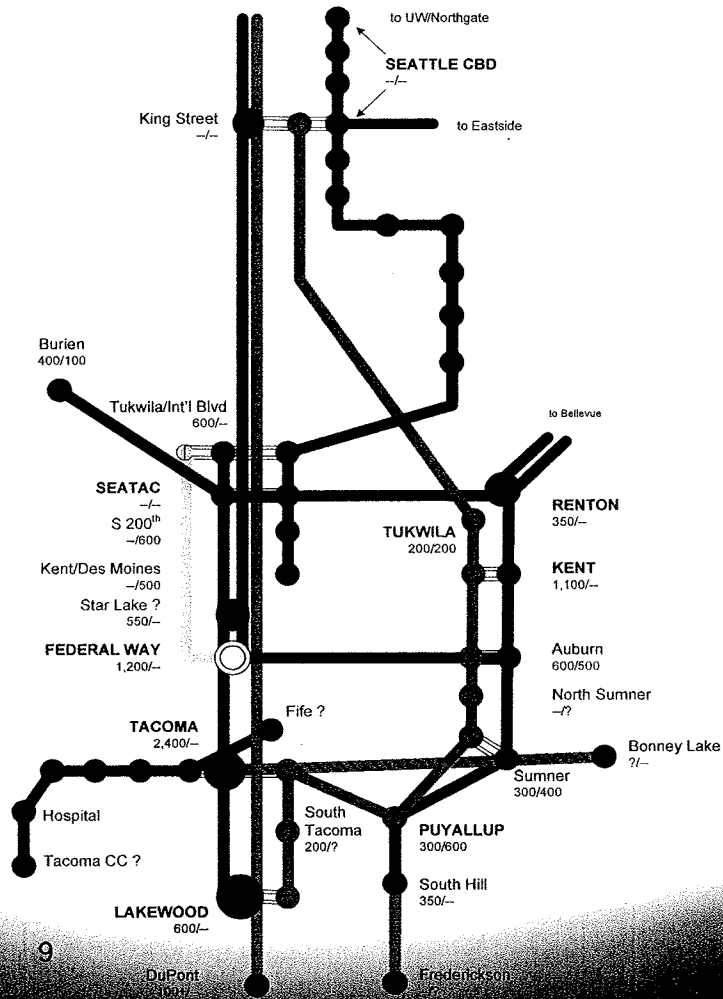 to UW/Northgate
SEATTLE CBD
--/--
King Street
--/--
to Eastside
Burien
400/100
Tukwila/Int'l Blvd
600/--
to Bellevue
SEATAC
--/--
S 200th
--/600
RENTON
350/--
TUKWILA
200/200
Kent/Des Moines
--/500
KENT
1,100/--
Star Lake ?
550/--
FEDERAL WAY
1,200/--
Auburn
600/500
North Sumner
--/?
Fife ?
TACOMA
2,400/--
Bonney Lake
?/--
Sumner
300/400
Hospital
South
Tacoma
200/?
PUYALLUP
300/600
Tacoma CC ?
South Hill
350/--
LAKEWOOD
600/--
9
DuPont
Frederickson